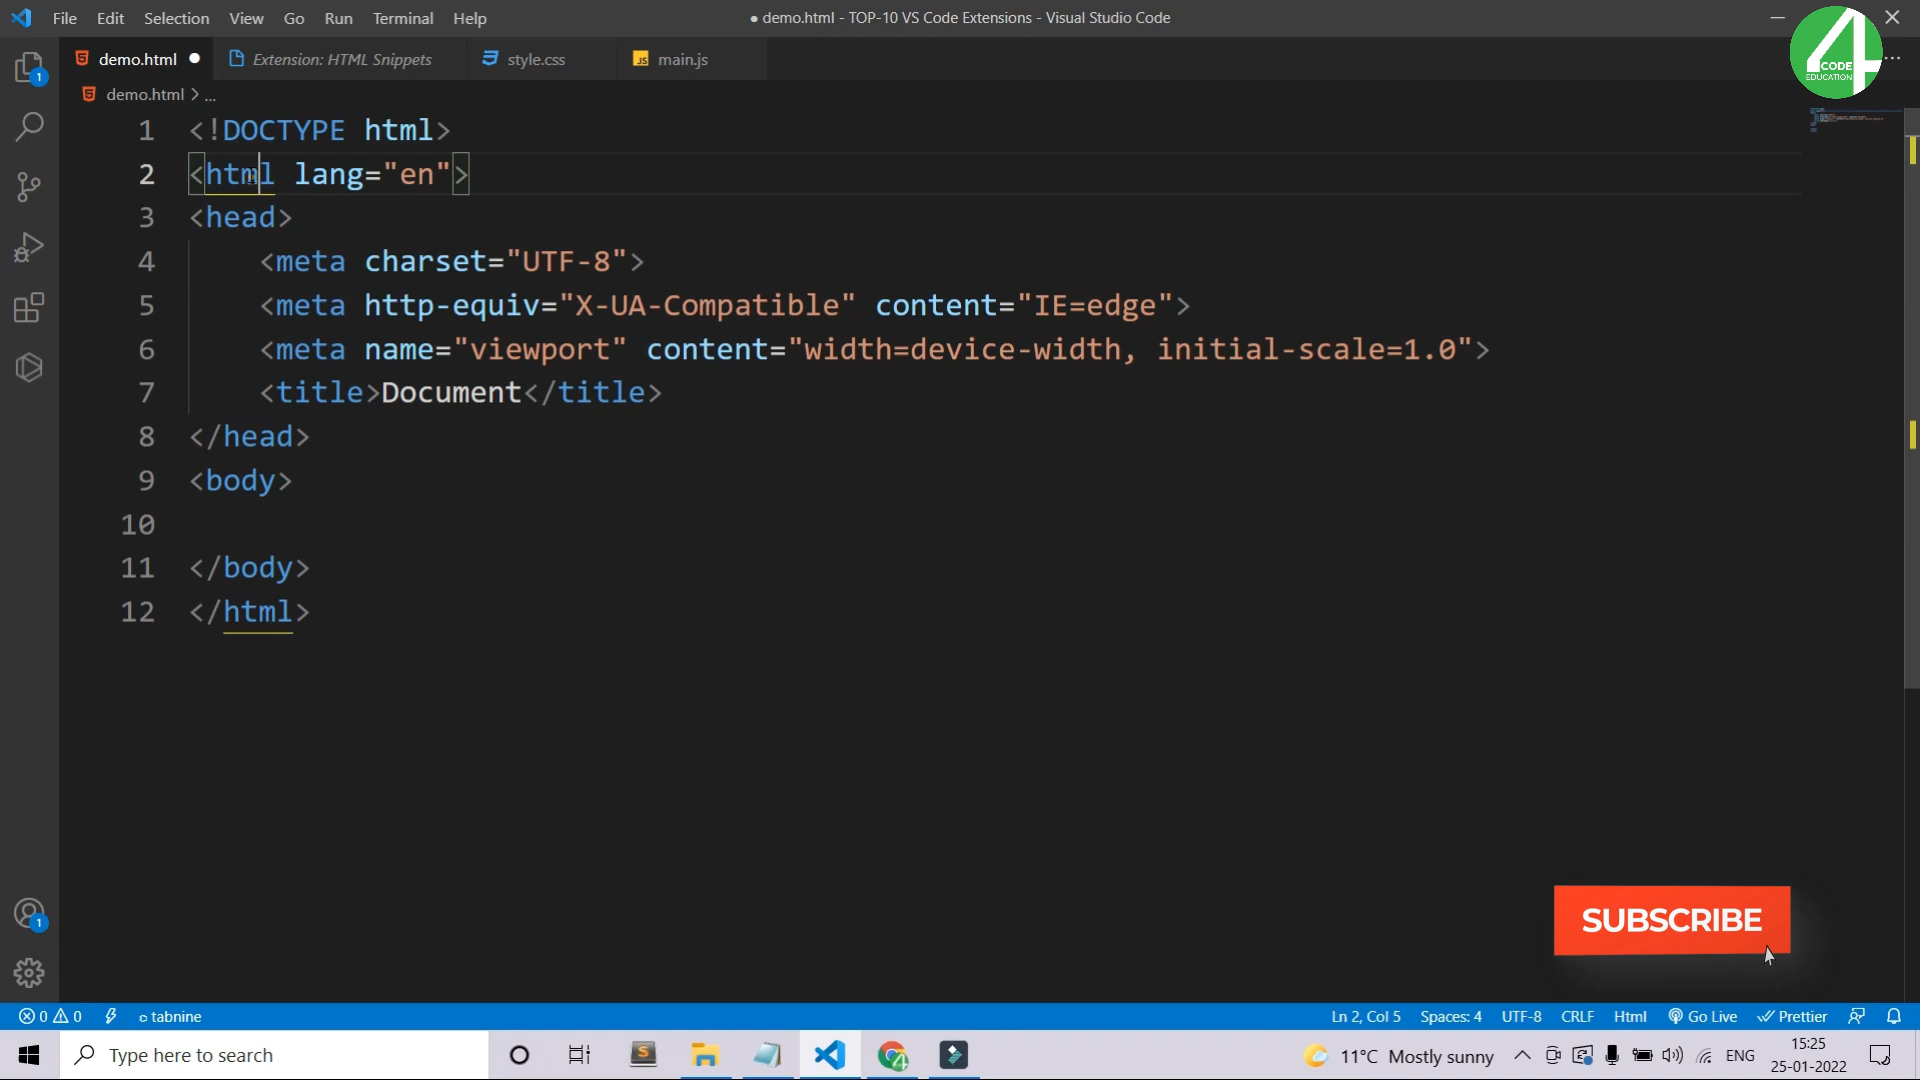 File Edit Selection View Go Run Terminal Help
● demo.html - TOP-10 VS Code Extensions - Visual Studio Code
demo.html ● Extension: HTML Snippets style.css JS main.js
4 CODE EDUCATION
demo.html > ...
1 <!DOCTYPE html>
2 <html lang="en">
3 <head>
4 <meta charset="UTF-8">
5 <meta http-equiv="X-UA-Compatible" content="IE=edge">
6 <meta name="viewport" content="width=device-width, initial-scale=1.0">
7 <title>Document</title>
8 </head>
9 <body>
10
11 </body>
12 </html>
1
1
SUBSCRIBE
0 0 tabnine Ln 2, Col 5 Spaces: 4 UTF-8 CRLF Html Go Live Prettier
Type here to search 11°C Mostly sunny ENG 15:25
25-01-2022